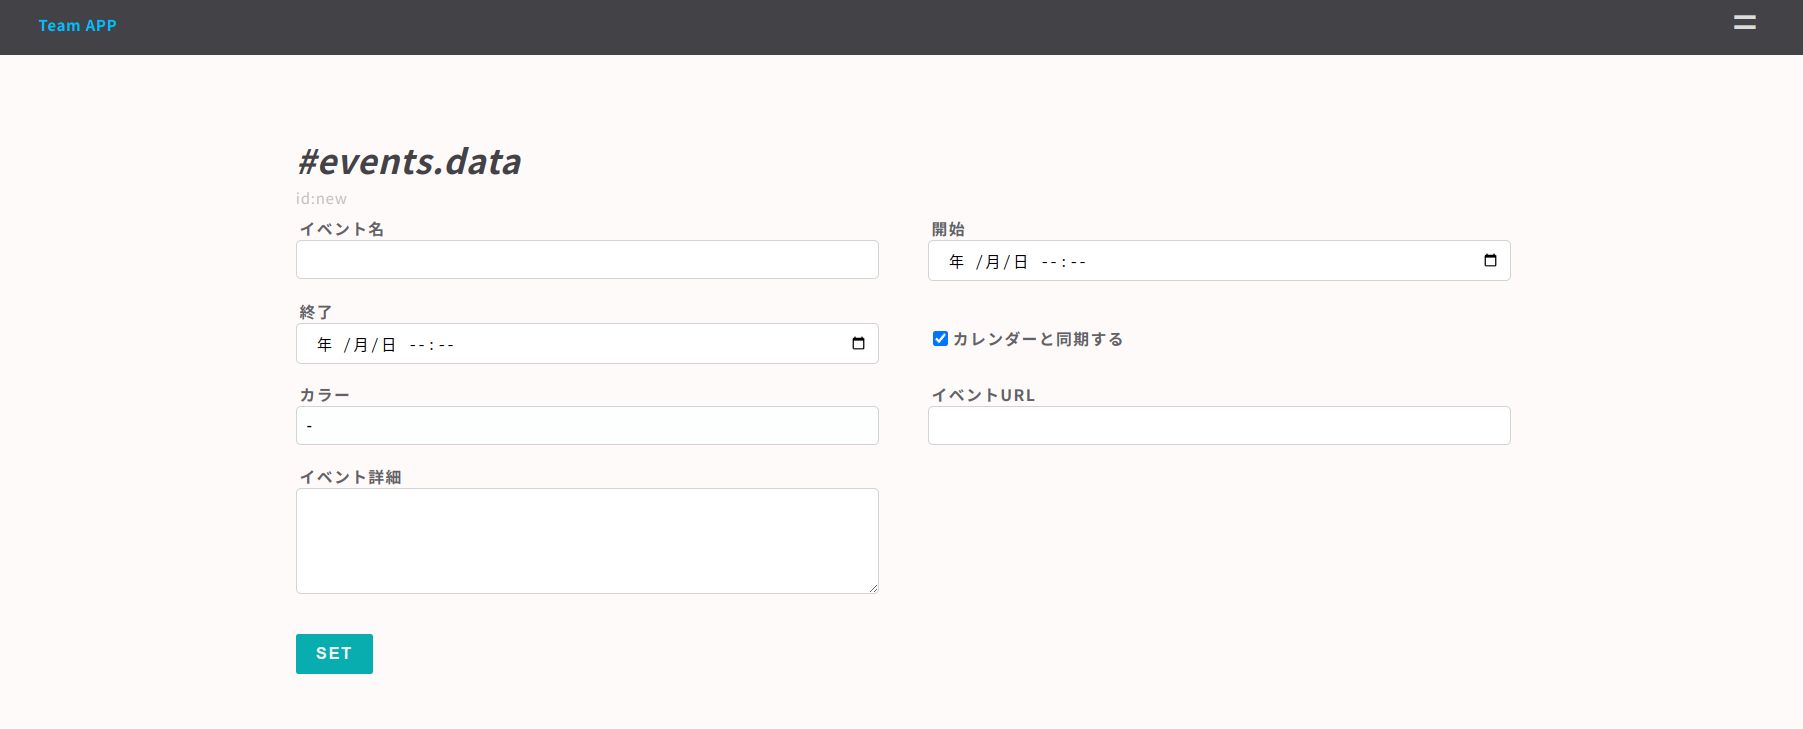 Team APP
#events.data
id:new
イベント名
開始
年 /月/日 --:--
終了
年 /月/日 --:--
カレンダーと同期する
カラー
イベントURL
-
イベント詳細
SET